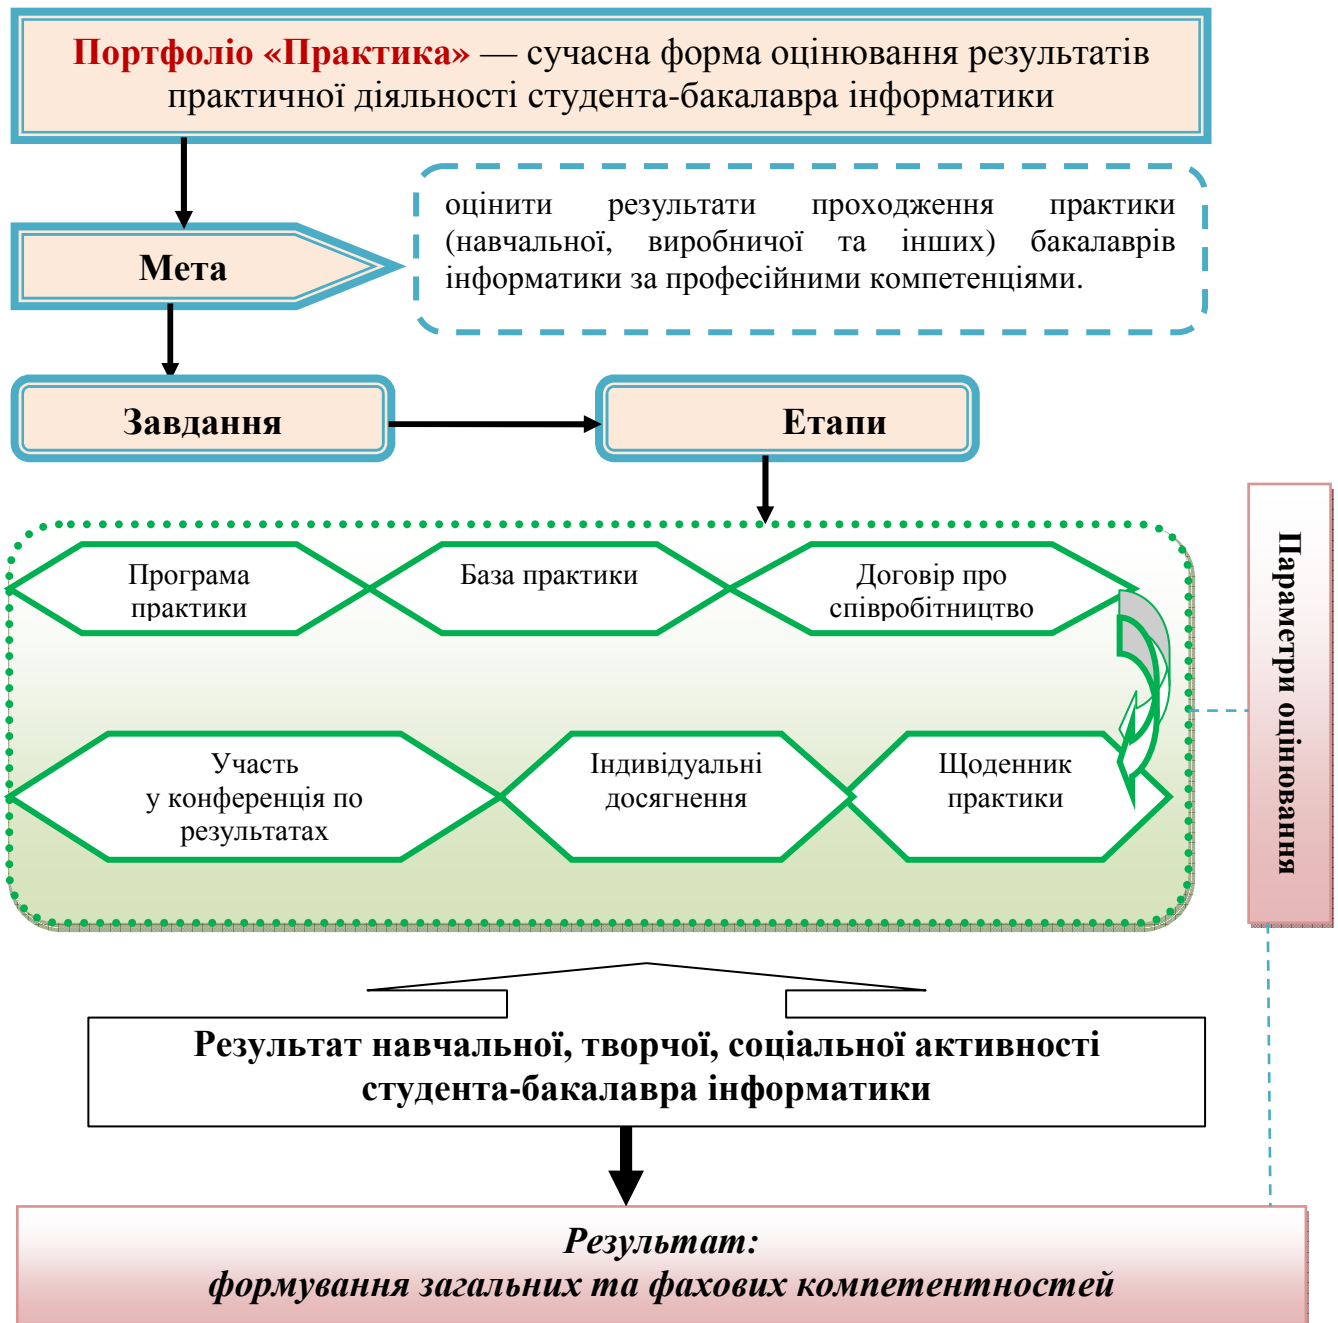 Портфоліо «Практика» — сучасна форма оцінювання результатів
практичної діяльності студента-бакалавра інформатики
оцінити результати проходження практики
(навчальної, виробничої та інших) бакалаврів
інформатики за професійними компетенціями.
Мета
Завдання
Етапи
Програма
практики
База практики
Договір про
співробітництво
Параметри оцінювання
Участь
у конференція по
результатах
Індивідуальні
досягнення
Щоденник
практики
Результат навчальної, творчої, соціальної активності
студента-бакалавра інформатики
Результат:
формування загальних та фахових компетентностей